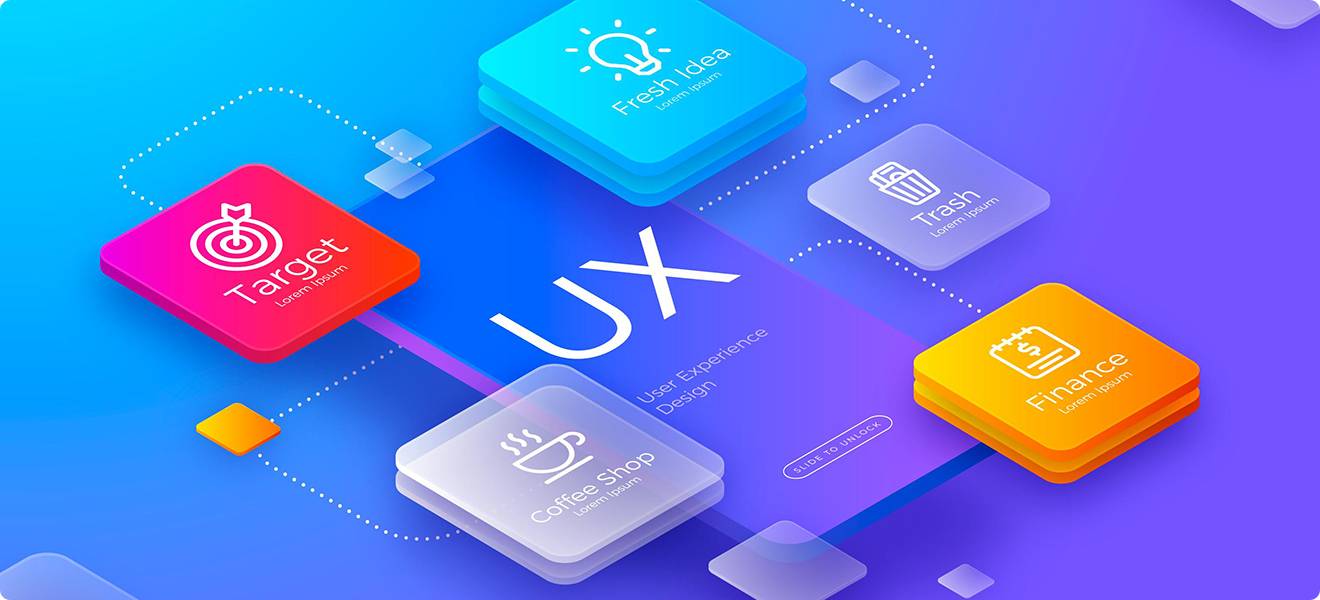 Fresh Idea
Lorem Ipsum
Trash
Lorem Ipsum
Target
Lorem Ipsum
UX
User Experience
Design
Finance
Lorem Ipsum
SLIDE TO UNLOCK
Coffee Shop
Lorem Ipsum